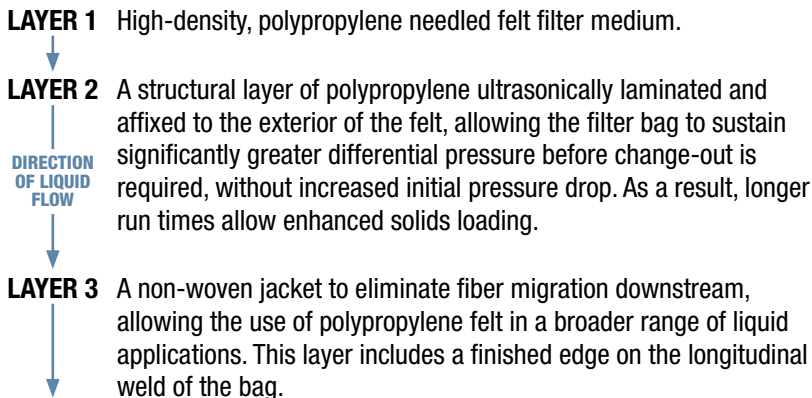 LAYER 1 High-density, polypropylene needled felt filter medium.
LAYER 2 A structural layer of polypropylene ultrasonically laminated and
affixed to the exterior of the felt, allowing the filter bag to sustain
significantly greater differential pressure before change-out is
required, without increased initial pressure drop. As a result, longer
run times allow enhanced solids loading.
DIRECTION
OF LIQUID
FLOW
LAYER 3 A non-woven jacket to eliminate fiber migration downstream,
allowing the use of polypropylene felt in a broader range of liquid
applications. This layer includes a finished edge on the longitudinal
weld of the bag.